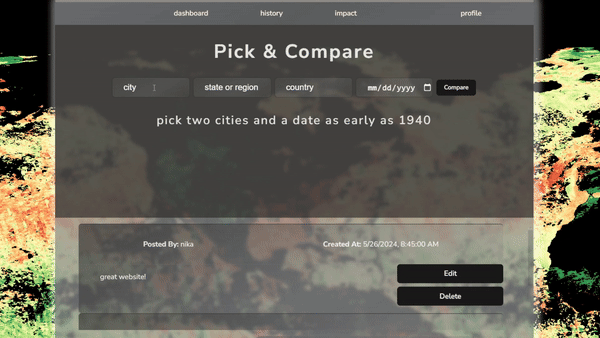 dashboard history impact profile
Pick & Compare
city state or region country mm/dd/yyyy Compare
pick two cities and a date as early as 1940
Posted By: nika Created At: 5/26/2024, 8:45:00 AM
great website! Edit
Delete